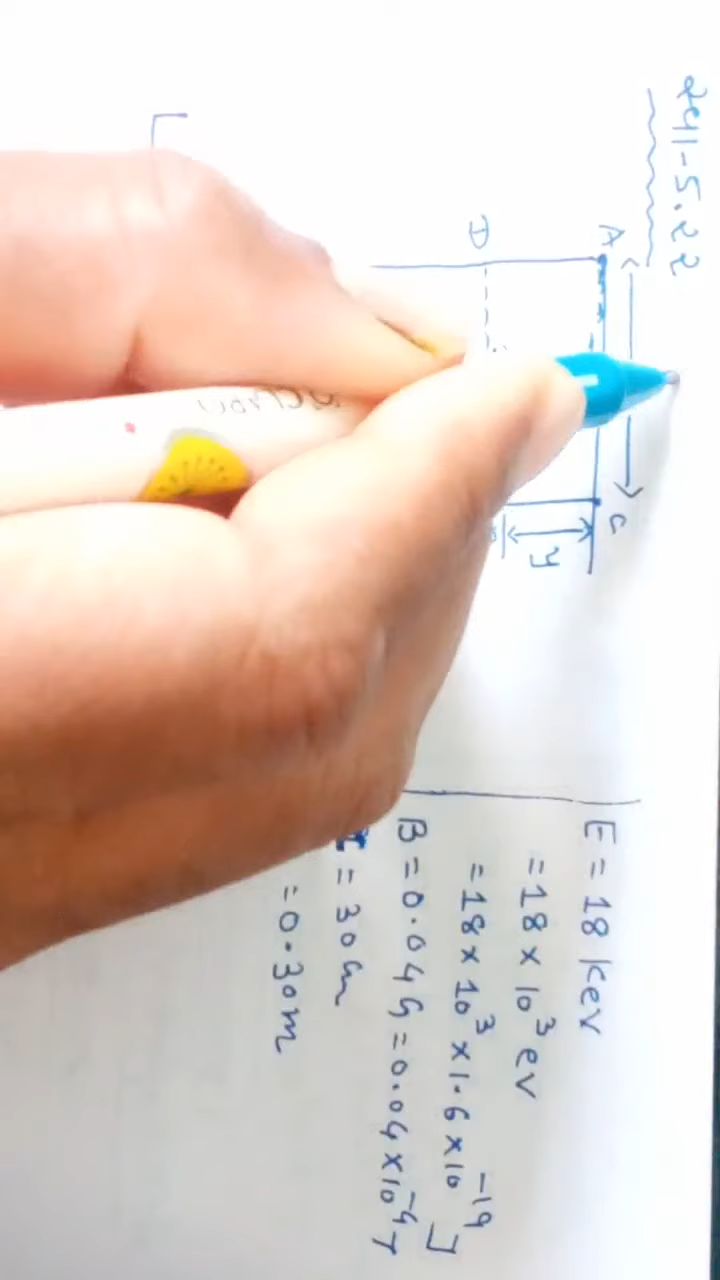 प्रश्न-5.22
A
C
D
y
E = 18 keV
= 18 × 10³ ev
= 18 × 10³ × 1.6 × 10⁻¹⁹ J
B = 0.04 G = 0.04 × 10⁻⁴ T
= 30 cm
= 0.30 m